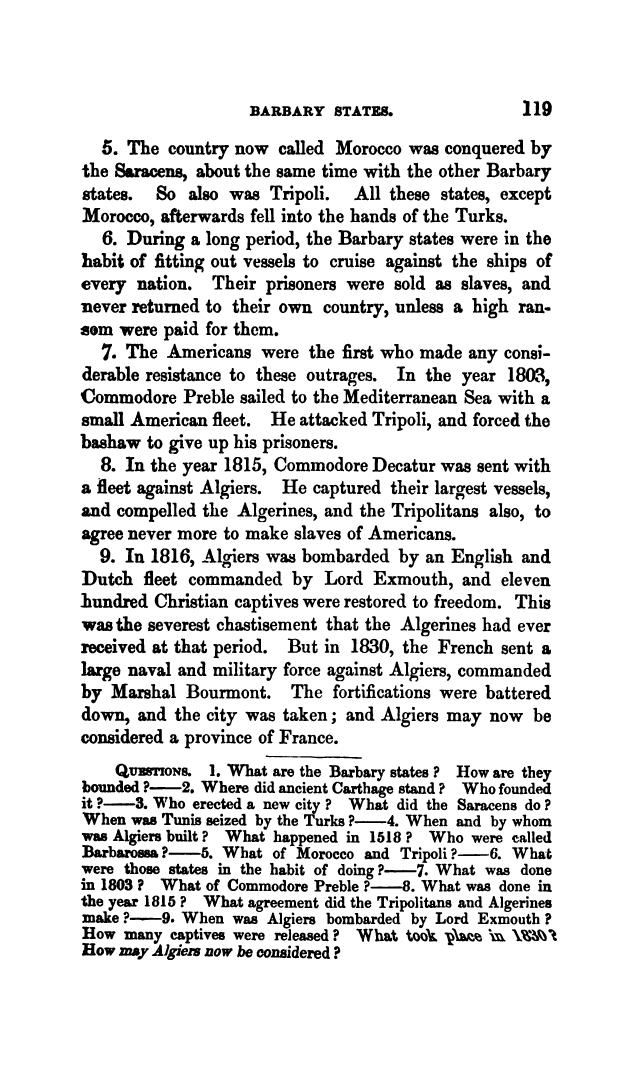 BARBARY STATES. 119
5. The country now called Morocco was conquered by
the Saracens, about the same time with the other Barbary
states. So also was Tripoli. All these states, except
Morocco, afterwards fell into the hands of the Turks.
6. During a long period, the Barbary states were in the
habit of fitting out vessels to cruise against the ships of
every nation. Their prisoners were sold as slaves, and
never returned to their own country, unless a high ran-
som were paid for them.
7. The Americans were the first who made any consi-
derable resistance to these outrages. In the year 1803,
Commodore Preble sailed to the Mediterranean Sea with a
small American fleet. He attacked Tripoli, and forced the
bashaw to give up his prisoners.
8. In the year 1815, Commodore Decatur was sent with
a fleet against Algiers. He captured their largest vessels,
and compelled the Algerines, and the Tripolitans also, to
agree never more to make slaves of Americans.
9. In 1816, Algiers was bombarded by an English and
Dutch fleet commanded by Lord Exmouth, and eleven
hundred Christian captives were restored to freedom. This
was the severest chastisement that the Algerines had ever
received at that period. But in 1830, the French sent a
large naval and military force against Algiers, commanded
by Marshal Bourmont. The fortifications were battered
down, and the city was taken; and Algiers may now be
considered a province of France.
QUESTIONS. 1. What are the Barbary states? How are they
bounded?——2. Where did ancient Carthage stand? Who founded
it?——3. Who erected a new city? What did the Saracens do?
When was Tunis seized by the Turks?——4. When and by whom
was Algiers built? What happened in 1518? Who were called
Barbarossa?——5. What of Morocco and Tripoli?——6. What
were those states in the habit of doing?——7. What was done
in 1803? What of Commodore Preble?——8. What was done in
the year 1815? What agreement did the Tripolitans and Algerines
make?——9. When was Algiers bombarded by Lord Exmouth?
How many captives were released? What took place in 1830?
How may Algiers now be considered?